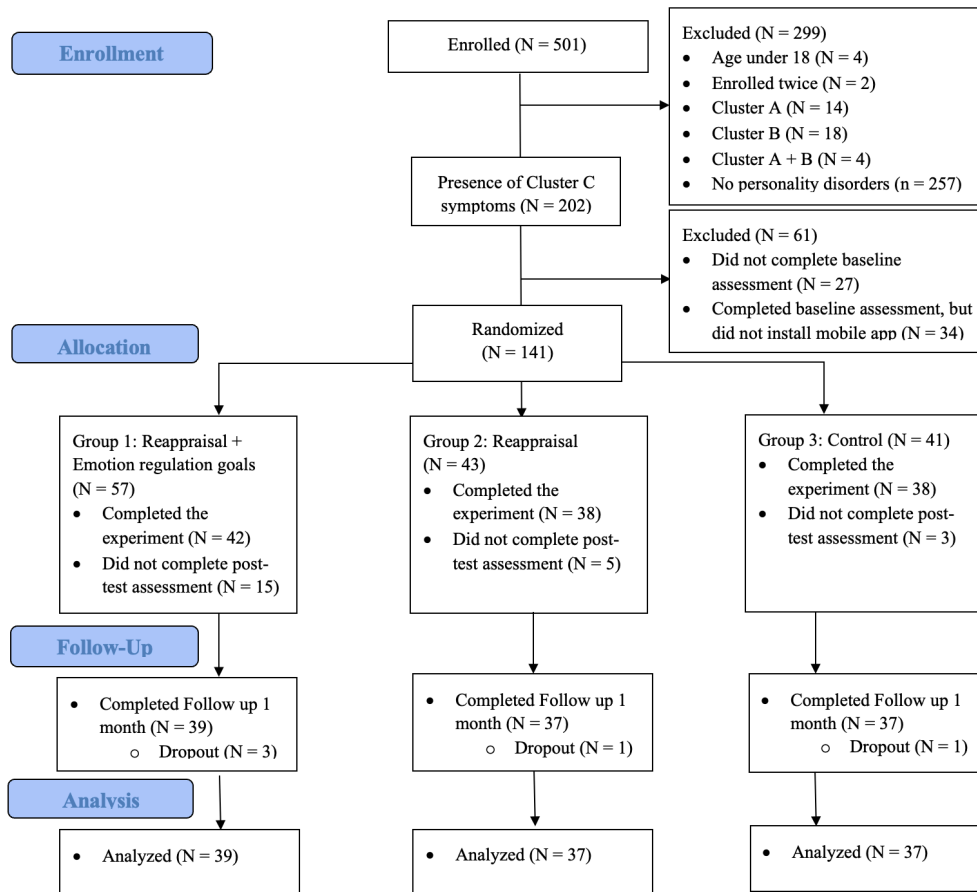 Enrollment
Enrolled (N = 501)
Excluded (N = 299)
• Age under 18 (N = 4)
• Enrolled twice (N = 2)
• Cluster A (N = 14)
• Cluster B (N = 18)
• Cluster A + B (N = 4)
• No personality disorders (n = 257)
Presence of Cluster C
symptoms (N = 202)
Excluded (N = 61)
• Did not complete baseline
assessment (N = 27)
• Completed baseline assessment, but
did not install mobile app (N = 34)
Allocation
Randomized
(N = 141)
Group 1: Reappraisal +
Emotion regulation goals
(N = 57)
• Completed the
experiment (N = 42)
• Did not complete post-
test assessment (N = 15)
Group 2: Reappraisal
(N = 43)
• Completed the
experiment (N = 38)
• Did not complete post-
test assessment (N = 5)
Group 3: Control (N = 41)
• Completed the
experiment (N = 38)
• Did not complete post-
test assessment (N = 3)
Follow-Up
• Completed Follow up 1
month (N = 39)
o Dropout (N = 3)
• Completed Follow up 1
month (N = 37)
o Dropout (N = 1)
• Completed Follow up 1
month (N = 37)
o Dropout (N = 1)
Analysis
• Analyzed (N = 39)
• Analyzed (N = 37)
• Analyzed (N = 37)